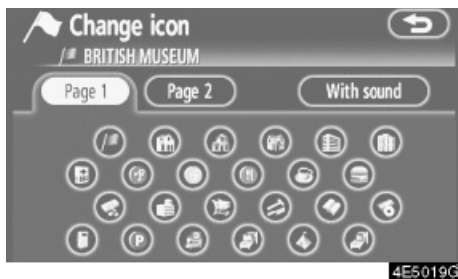 Change icon
BRITISH MUSEUM
Page 1 Page 2 With sound
4E5019G